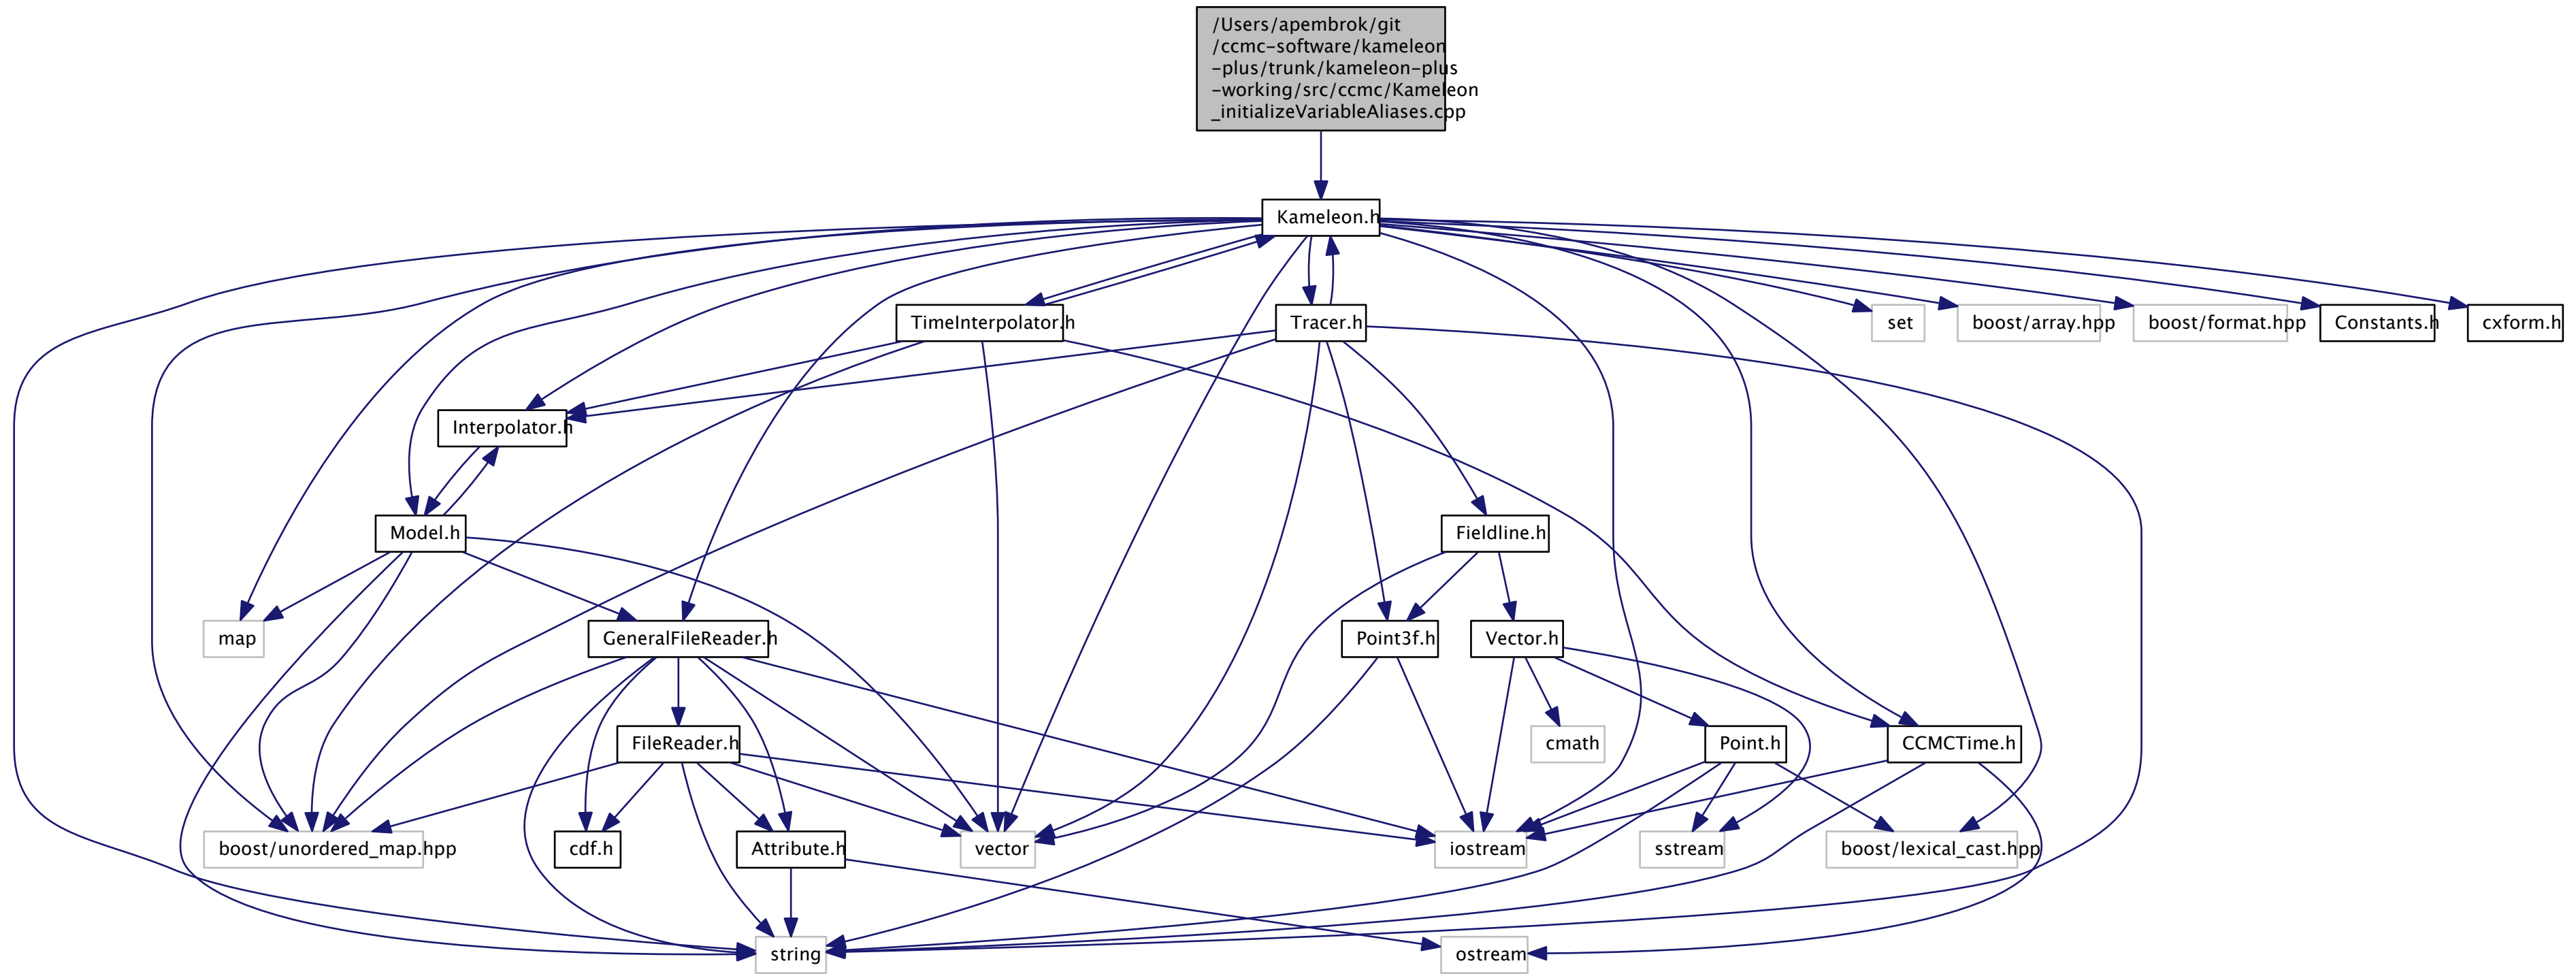 /Users/apembrok/git
/ccmc-software/kameleon
-plus/trunk/kameleon-plus
-working/src/ccmc/Kameleon
_initializeVariableAliases.cpp
Kameleon.h
TimeInterpolator.h
Tracer.h
set
boost/array.hpp
boost/format.hpp
Constants.h
cxform.h
Interpolator.h
Model.h
Fieldline.h
map
GeneralFileReader.h
Point3f.h
Vector.h
FileReader.h
cmath
Point.h
CCMCTime.h
boost/unordered_map.hpp
cdf.h
Attribute.h
vector
iostream
sstream
boost/lexical_cast.hpp
string
ostream